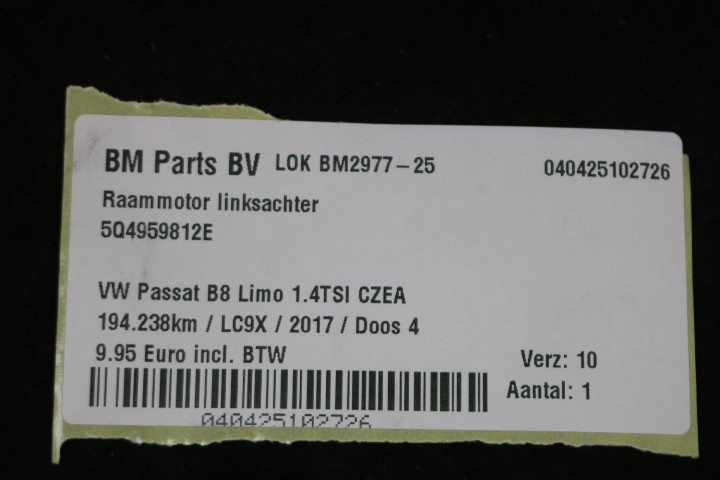 BM Parts BV LOK BM2977-25 040425102726
Raammotor linksachter
5Q4959812E
VW Passat B8 Limo 1.4TSI CZEA
194.238km / LC9X / 2017 / Doos 4
9.95 Euro incl. BTW Verz: 10
Aantal: 1
040425102726